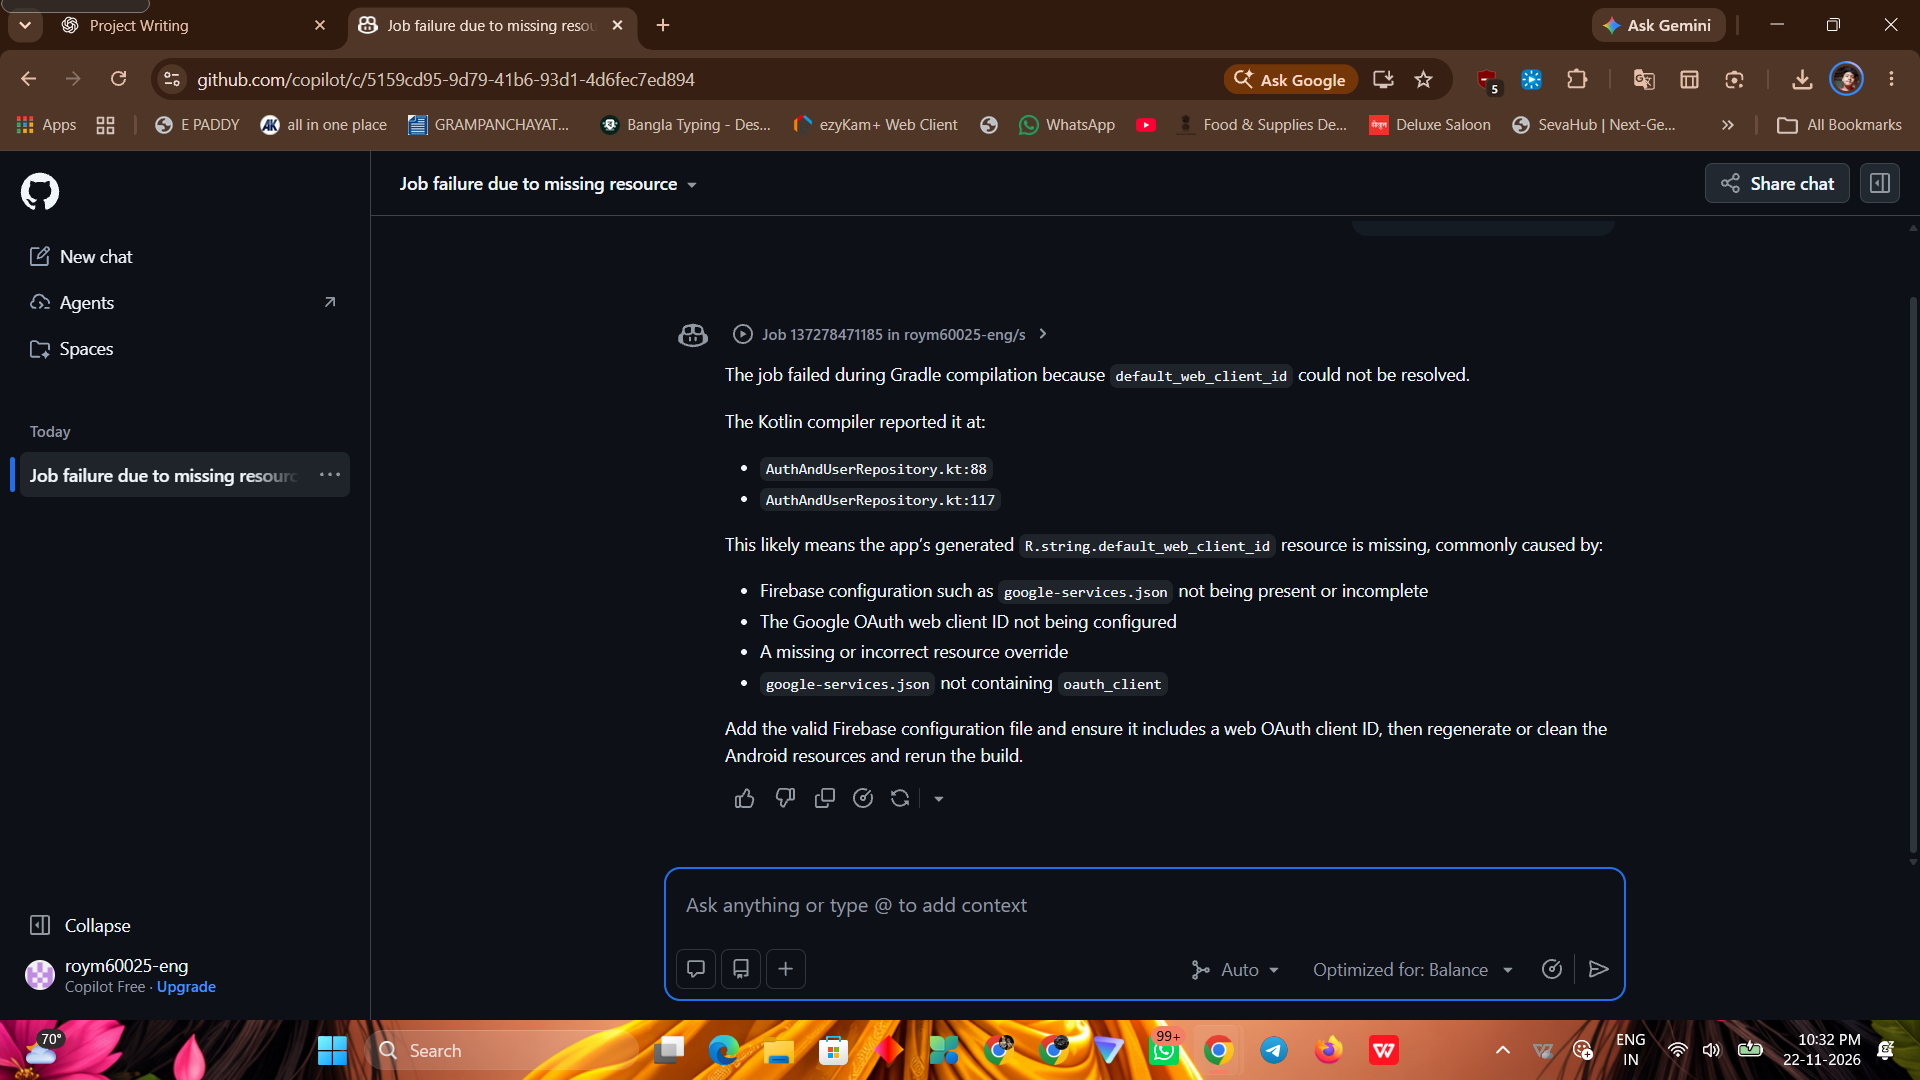 Project Writing
Job failure due to missing resou
Ask Gemini
github.com/copilot/c/5159cd95-9d79-41b6-93d1-4d6fec7ed894
Ask Google
5
Apps
E PADDY
all in one place
GRAMPANCHAYAT...
Bangla Typing - Des...
ezyKam+ Web Client
WhatsApp
Food & Supplies De...
Deluxe Saloon
SevaHub | Next-Ge...
All Bookmarks
Job failure due to missing resource
Share chat
New chat
Agents
Spaces
Today
Job failure due to missing resourc
Job 137278471185 in roym60025-eng/s
The job failed during Gradle compilation because default_web_client_id could not be resolved.
The Kotlin compiler reported it at:
• AuthAndUserRepository.kt:88
• AuthAndUserRepository.kt:117
This likely means the app's generated R.string.default_web_client_id resource is missing, commonly caused by:
• Firebase configuration such as google-services.json not being present or incomplete
• The Google OAuth web client ID not being configured
• A missing or incorrect resource override
• google-services.json not containing oauth_client
Add the valid Firebase configuration file and ensure it includes a web OAuth client ID, then regenerate or clean the
Android resources and rerun the build.
Ask anything or type @ to add context
Auto
Optimized for: Balance
Collapse
roym60025-eng
Copilot Free · Upgrade
70°
Search
99+
ENG
IN
10:32 PM
22-11-2026